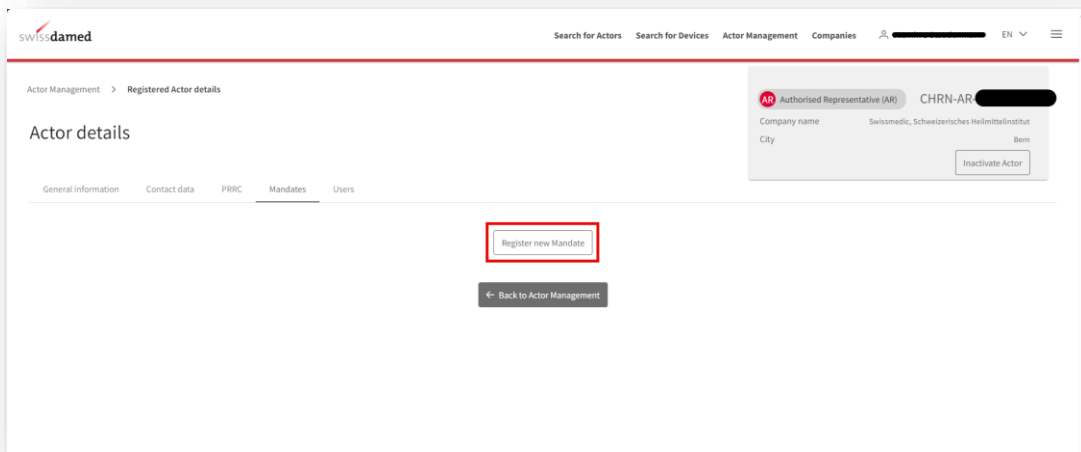 swissdamed
Search for Actors Search for Devices Actor Management Companies EN
Actor Management > Registered Actor details
AR Authorised Representative (AR) CHRN-AR-
Company name Swissmedic, Schweizerisches Heilmittelinstitut
City Bern
Inactivate Actor
Actor details
General information Contact data PRRC Mandates Users
Register new Mandate
← Back to Actor Management